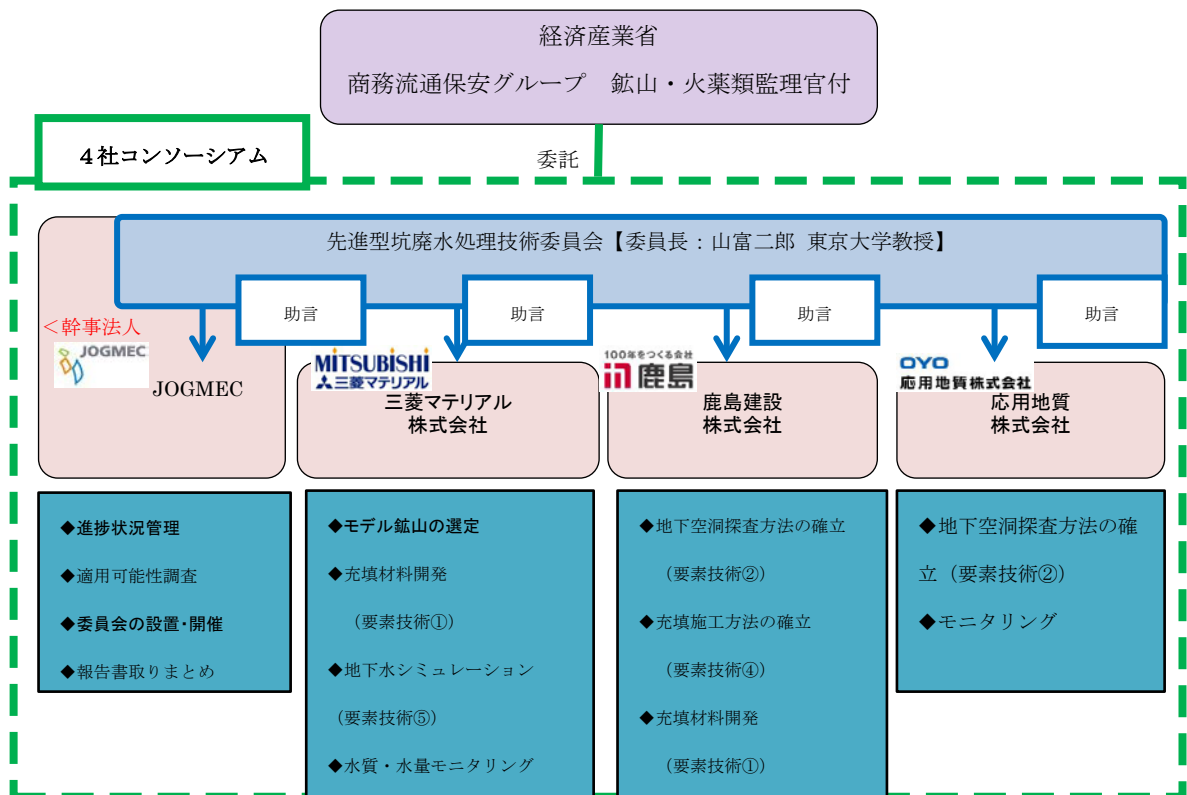 経済産業省
商務流通保安グループ　鉱山・火薬類監理官付
４社コンソーシアム
委託
先進型坑廃水処理技術委員会【委員長：山富二郎 東京大学教授】
助言
助言
助言
助言
＜幹事法人
JOGMEC
JOGMEC
MITSUBISHI
三菱マテリアル
三菱マテリアル
株式会社
100年をつくる会社
鹿島
鹿島建設
株式会社
OYO
応用地質株式会社
応用地質
株式会社
◆進捗状況管理
◆適用可能性調査
◆委員会の設置・開催
◆報告書取りまとめ
◆モデル鉱山の選定
◆充填材料開発
（要素技術①）
◆地下水シミュレーション
（要素技術⑤）
◆水質・水量モニタリング
◆地下空洞探査方法の確立
（要素技術②）
◆充填施工方法の確立
（要素技術④）
◆充填材料開発
（要素技術①）
◆地下空洞探査方法の確
立（要素技術②）
◆モニタリング